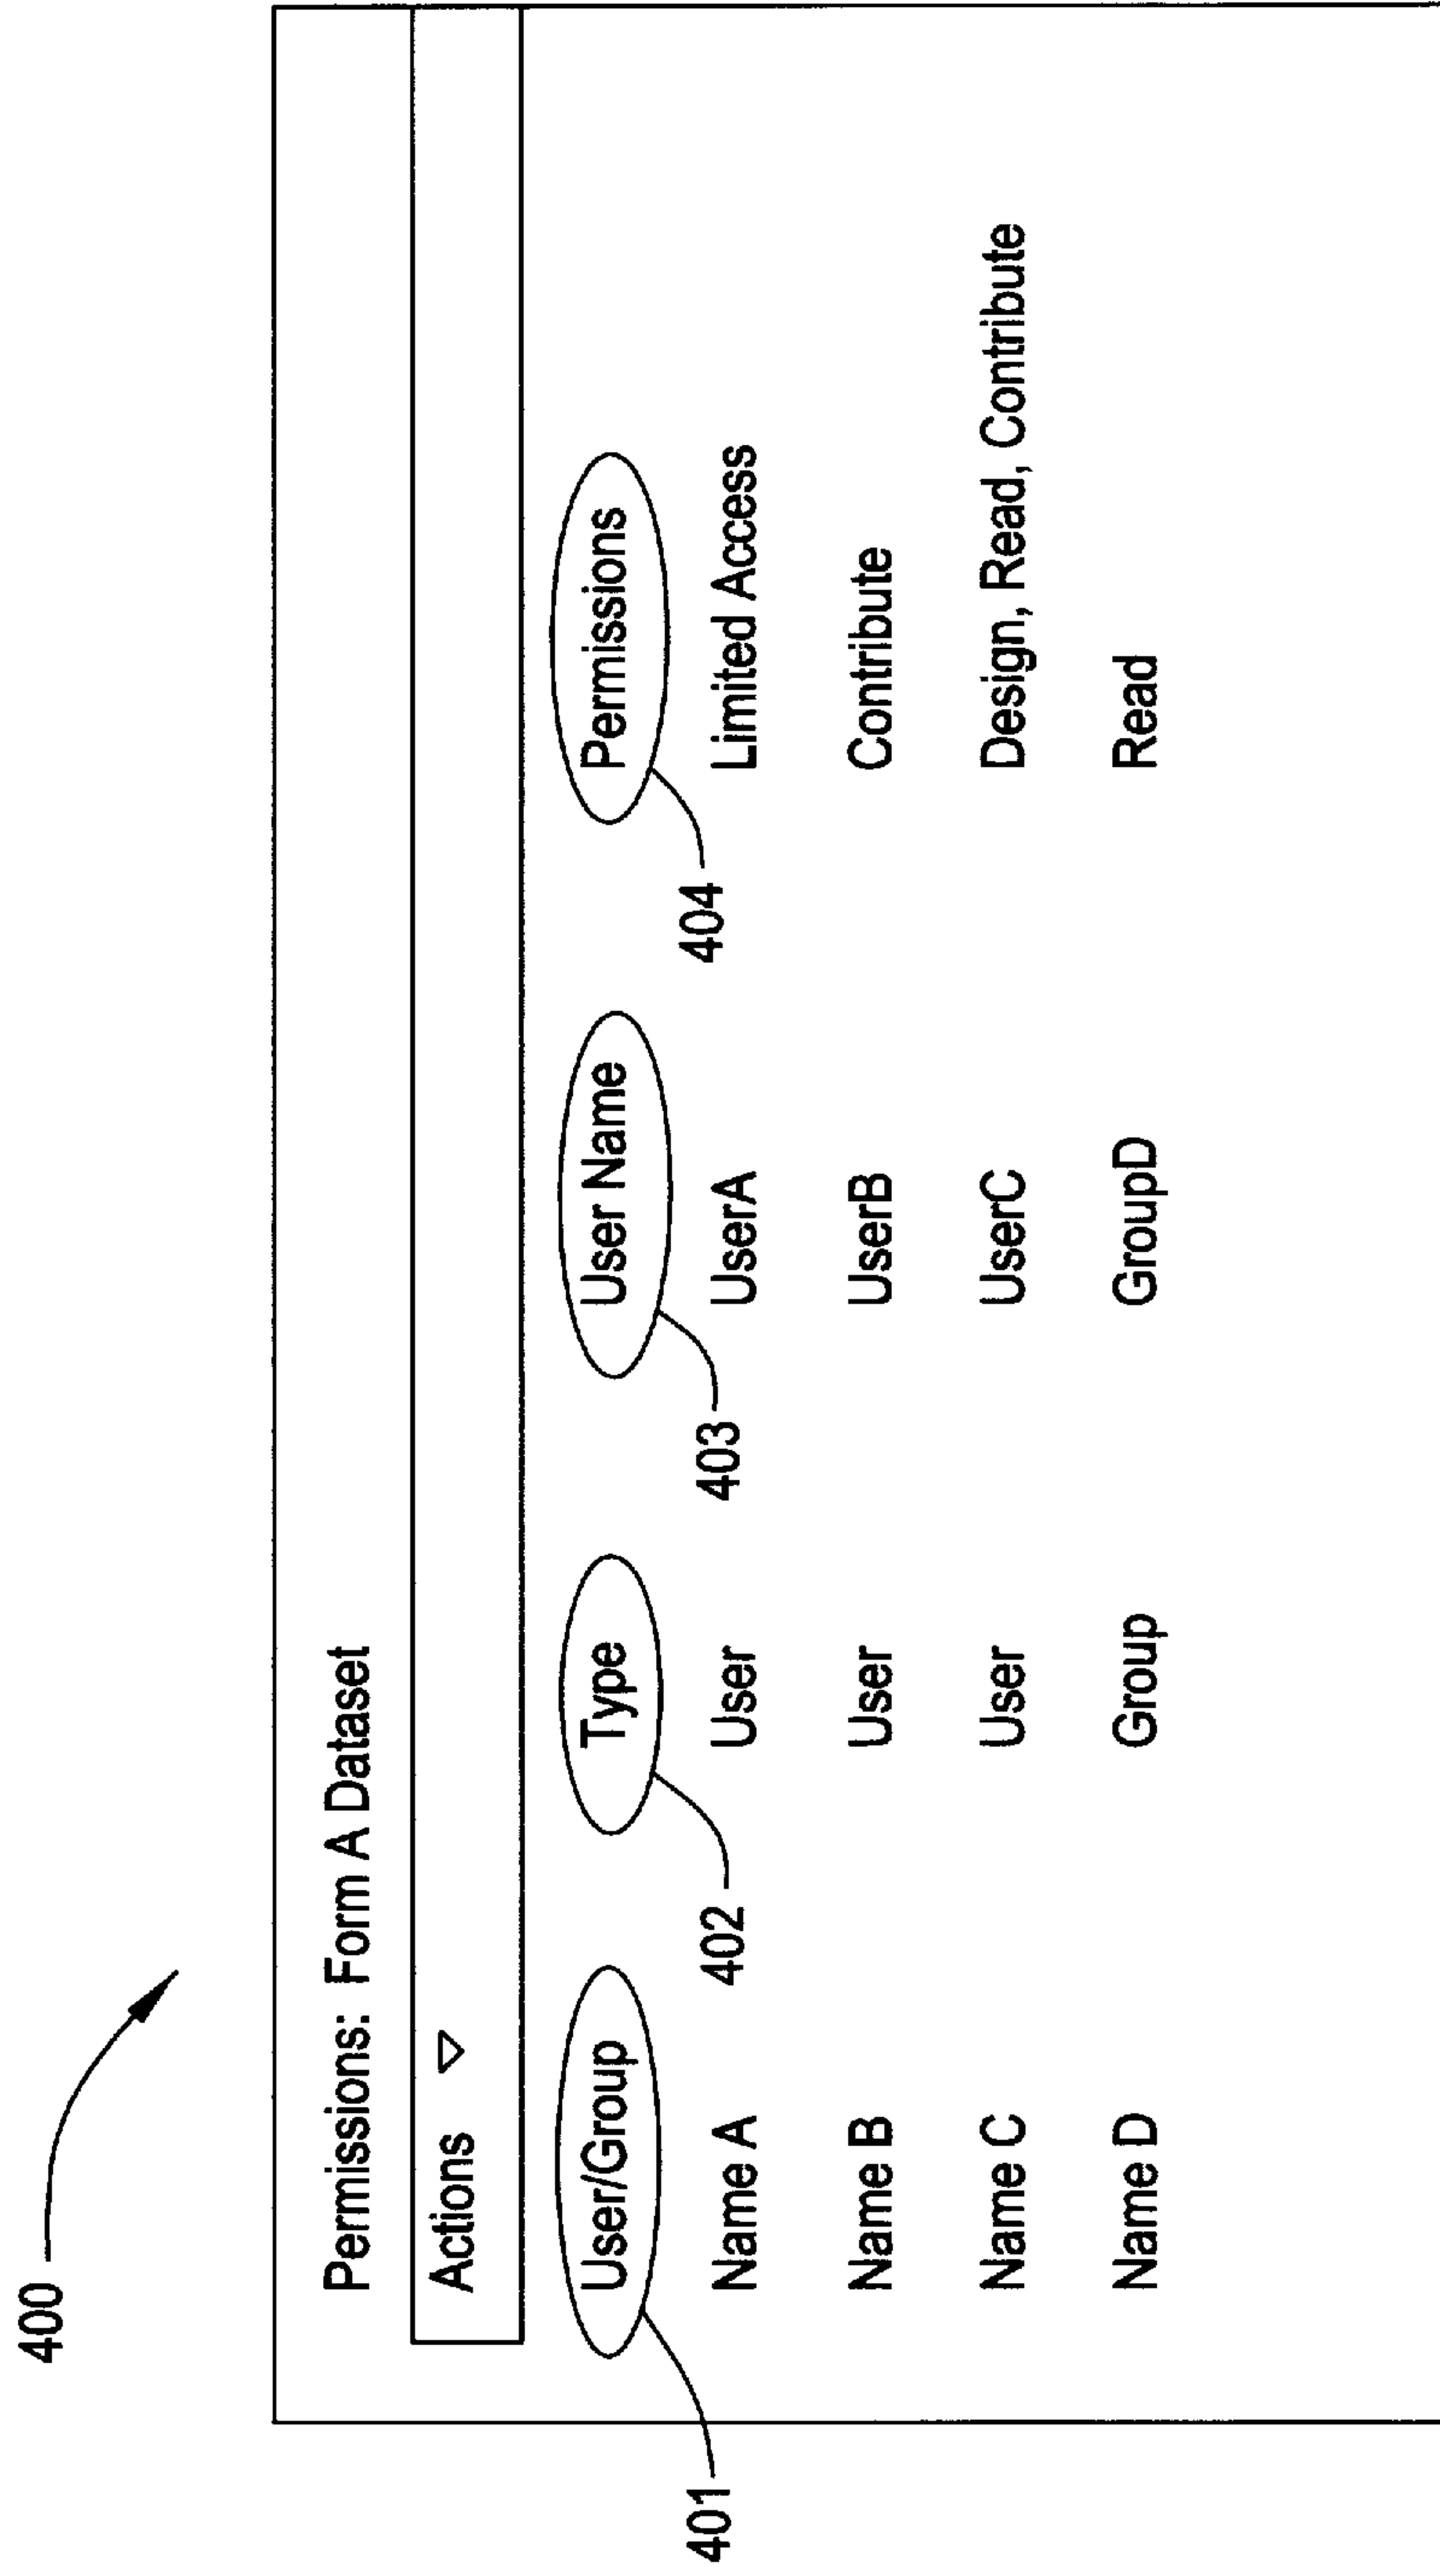 400
Permissions: Form A Dataset
Actions
User/Group Type User Name Permissions
401 402 403 404
Name A User UserA Limited Access
Name B User UserB Contribute
Name C User UserC Design, Read, Contribute
Name D Group GroupD Read